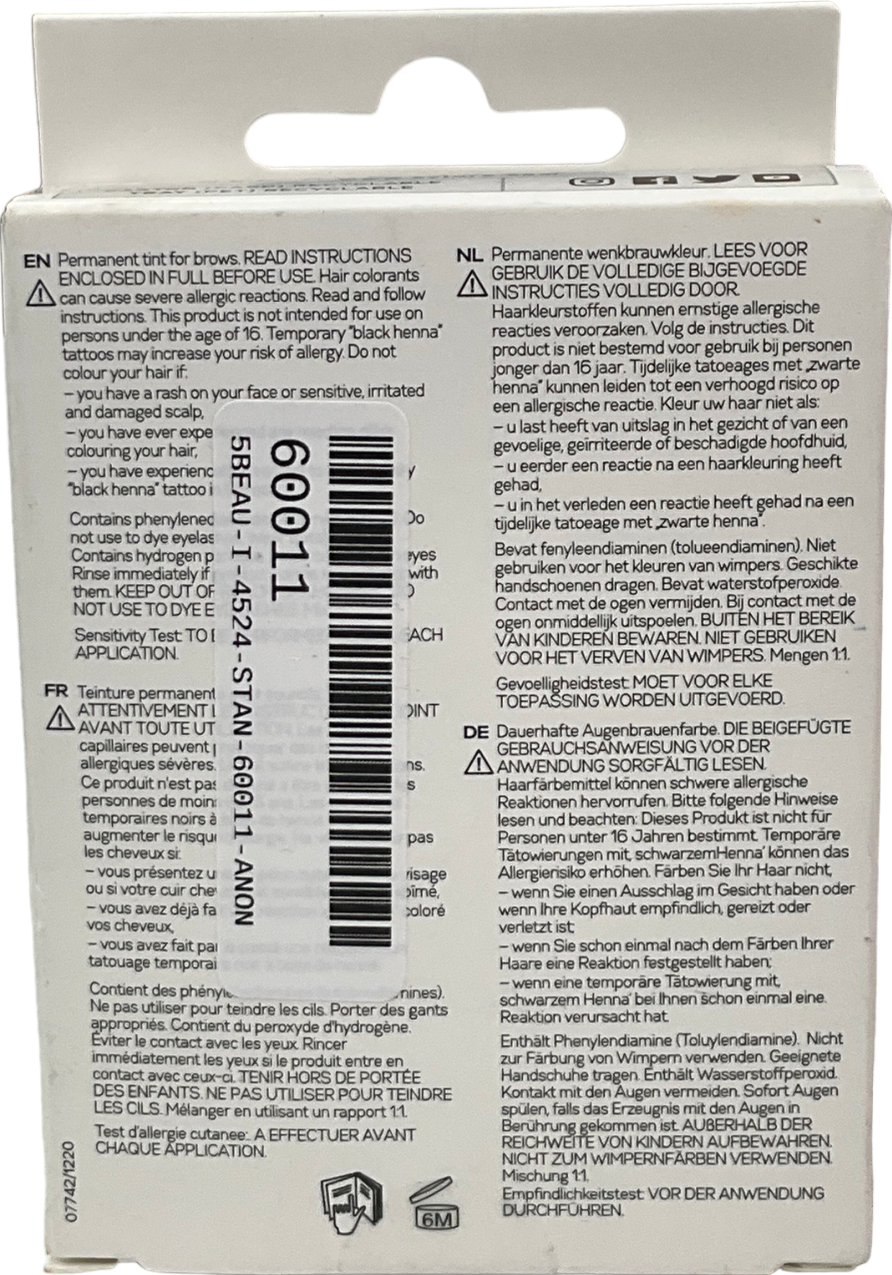 EN Permanent tint for brows. READ INSTRUCTIONS
ENCLOSED IN FULL BEFORE USE. Hair colorants
can cause severe allergic reactions. Read and follow
instructions. This product is not intended for use on
persons under the age of 16. Temporary "black henna"
tattoos may increase your risk of allergy. Do not
colour your hair if:
– you have a rash on your face or sensitive, irritated
and damaged scalp,
– you have ever expe
colouring your hair,
– you have experienc y
"black henna" tattoo i
Contains phenylened Do
not use to dye eyelas
Contains hydrogen p eyes
Rinse immediately if with
them. KEEP OUT OF
NOT USE TO DYE E
Sensitivity Test: TO EACH
APPLICATION.
FR Teinture permanent
ATTENTIVEMENT L OINT
AVANT TOUTE UT
capillaires peuvent
allergiques sévères. ns.
Ce produit n'est pas s
personnes de moin
temporaires noirs à
augmenter le risqu pas
les cheveux si:
– vous présentez u visage
ou si votre cuir che bîmé,
– vous avez déjà fa coloré
vos cheveux,
– vous avez fait pa
tatouage temporai
Contient des phényle mines).
Ne pas utiliser pour teindre les cils. Porter des gants
appropriés. Contient du peroxyde d'hydrogène.
Éviter le contact avec les yeux. Rincer
immédiatement les yeux si le produit entre en
contact avec ceux-ci. TENIR HORS DE PORTÉE
DES ENFANTS. NE PAS UTILISER POUR TEINDRE
LES CILS. Mélanger en utilisant un rapport 1:1.
Test d'allergie cutanee: A EFFECTUER AVANT
CHAQUE APPLICATION.
07742/1220
6M
60011
5BEAU-I-4524-STAN-60011-ANON
NL Permanente wenkbrauwkleur. LEES VOOR
GEBRUIK DE VOLLEDIGE BIJGEVOEGDE
INSTRUCTIES VOLLEDIG DOOR.
Haarkleurstoffen kunnen ernstige allergische
reacties veroorzaken. Volg de instructies. Dit
product is niet bestemd voor gebruik bij personen
jonger dan 16 jaar. Tijdelijke tatoeages met „zwarte
henna" kunnen leiden tot een verhoogd risico op
een allergische reactie. Kleur uw haar niet als:
– u last heeft van uitslag in het gezicht of van een
gevoelige, geïrriteerde of beschadigde hoofdhuid,
– u eerder een reactie na een haarkleuring heeft
gehad,
– u in het verleden een reactie heeft gehad na een
tijdelijke tatoeage met „zwarte henna".
Bevat fenyleendiaminen (tolueendiaminen). Niet
gebruiken voor het kleuren van wimpers. Geschikte
handschoenen dragen. Bevat waterstofperoxide.
Contact met de ogen vermijden. Bij contact met de
ogen onmiddellijk uitspoelen. BUITEN HET BEREIK
VAN KINDEREN BEWAREN. NIET GEBRUIKEN
VOOR HET VERVEN VAN WIMPERS. Mengen 1:1.
Gevoelligheidstest: MOET VOOR ELKE
TOEPASSING WORDEN UITGEVOERD.
DE Dauerhafte Augenbrauenfarbe. DIE BEIGEFÜGTE
GEBRAUCHSANWEISUNG VOR DER
ANWENDUNG SORGFÄLTIG LESEN.
Haarfärbemittel können schwere allergische
Reaktionen hervorrufen. Bitte folgende Hinweise
lesen und beachten: Dieses Produkt ist nicht für
Personen unter 16 Jahren bestimmt. Temporäre
Tätowierungen mit‚ schwarzemHenna' können das
Allergierisiko erhöhen. Färben Sie Ihr Haar nicht,
– wenn Sie einen Ausschlag im Gesicht haben oder
wenn Ihre Kopfhaut empfindlich, gereizt oder
verletzt ist;
– wenn Sie schon einmal nach dem Färben Ihrer
Haare eine Reaktion festgestellt haben;
– wenn eine temporäre Tätowierung mit‚
schwarzem Henna' bei Ihnen schon einmal eine.
Reaktion verursacht hat.
Enthält Phenylendiamine (Toluylendiamine). Nicht
zur Färbung von Wimpern verwenden. Geeignete
Handschuhe tragen. Enthält Wasserstoffperoxid.
Kontakt mit den Augen vermeiden. Sofort Augen
spülen, falls das Erzeugnis mit den Augen in
Berührung gekommen ist. AUßERHALB DER
REICHWEITE VON KINDERN AUFBEWAHREN.
NICHT ZUM WIMPERNFÄRBEN VERWENDEN.
Mischung 1:1.
Empfindlichkeitstest: VOR DER ANWENDUNG
DURCHFÜHREN.